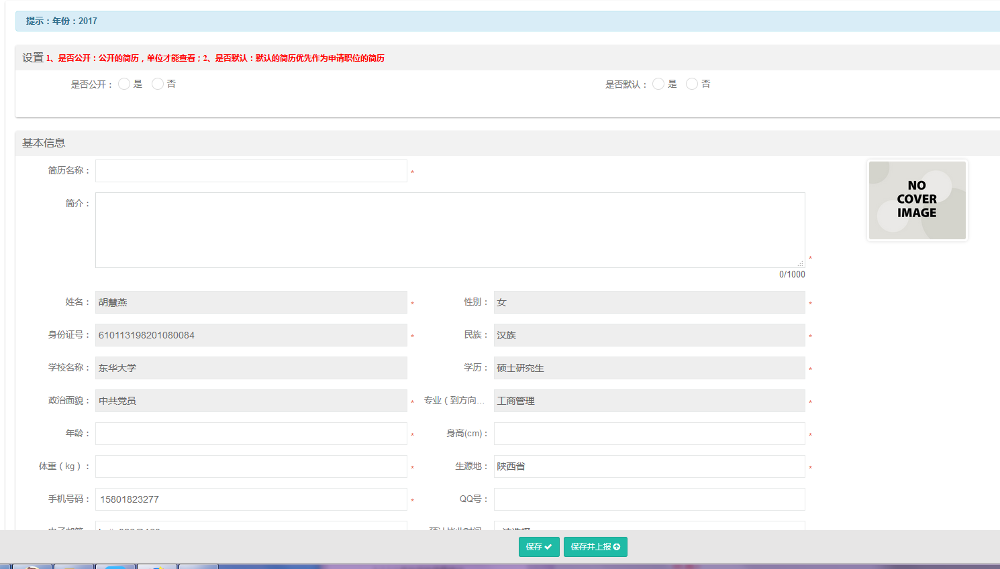 提示：年份：2017
设置 1、是否公开：公开的简历，单位才能查看；2、是否默认：默认的简历优先作为申请职位的简历
是否公开： 是 否 是否默认： 是 否
基本信息
简历名称： *
NO
COVER
IMAGE
简介：
*
0/1000
姓名： 胡慧燕 * 性别： 女 *
身份证号： 610113198201080084 * 民族： 汉族 *
学校名称： 东华大学 学历： 硕士研究生 *
政治面貌： 中共党员 * 专业（到方向... 工商管理 *
年龄： * 身高(cm)： *
体重（kg）： * 生源地： 陕西省 *
手机号码： 15801823277 * QQ号：
保存 保存并上报